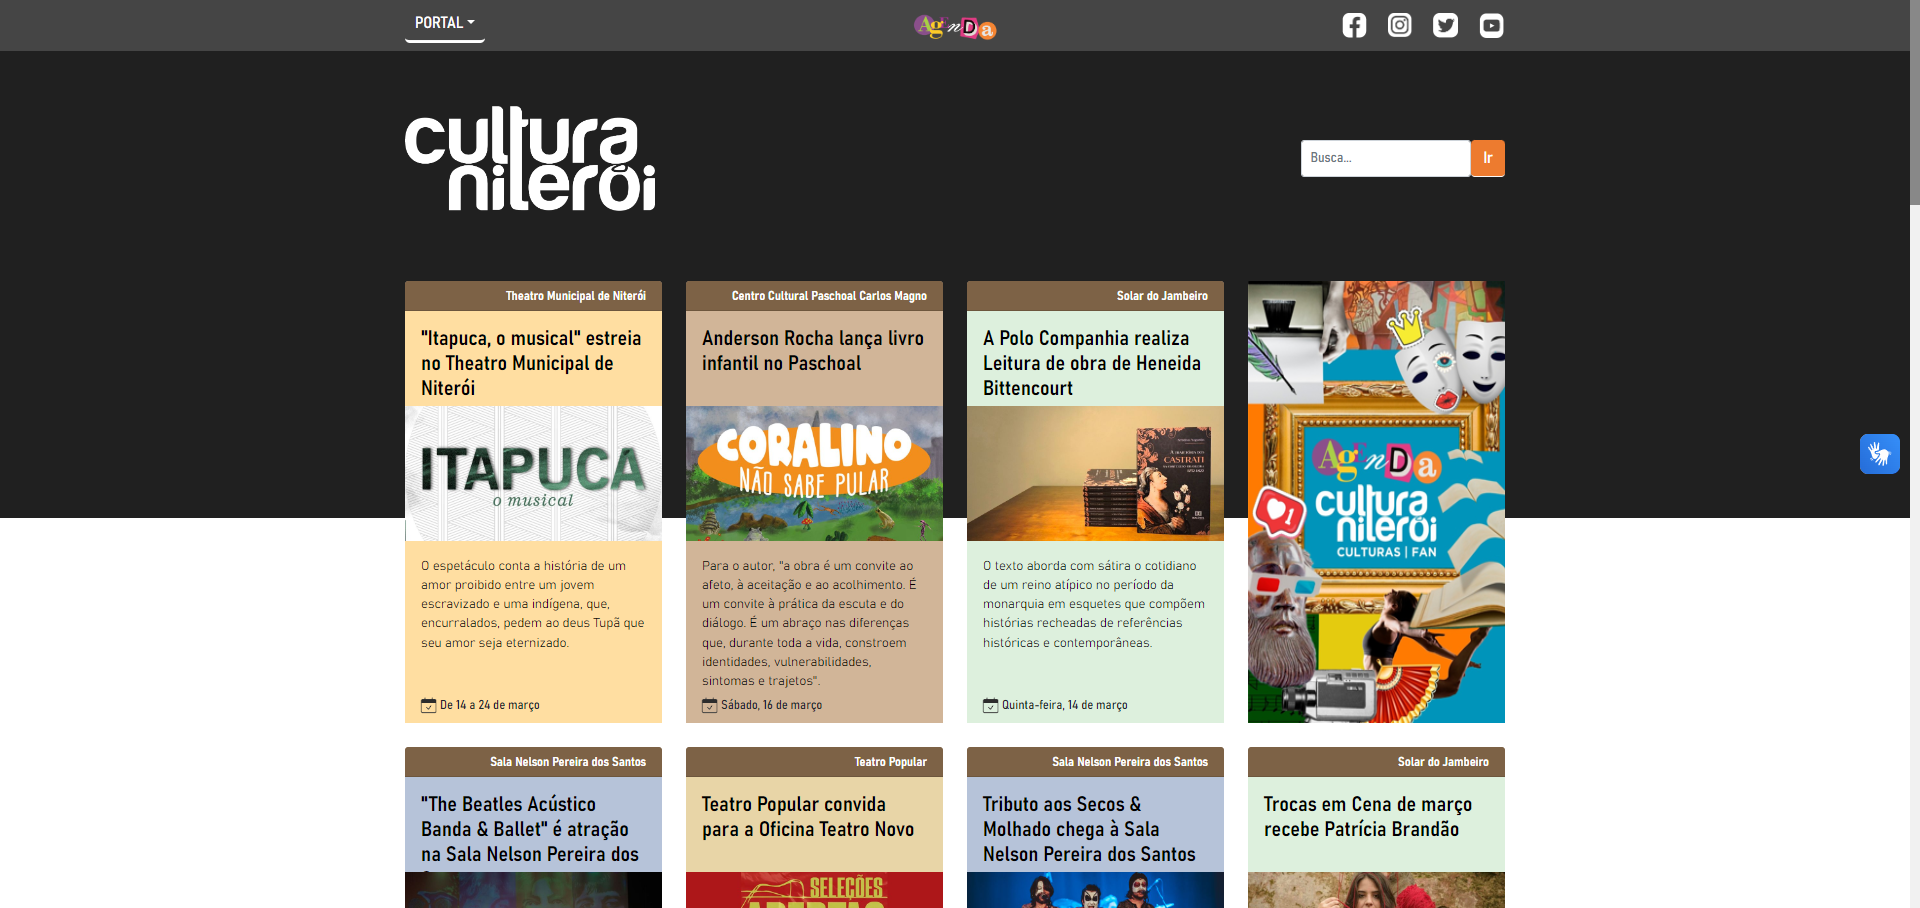 PORTAL
AgEnDa
cultura
niterói
Busca...
Ir
Theatro Municipal de Niterói
"Itapuca, o musical" estreia
no Theatro Municipal de
Niterói
ITAPUCA
o musical
O espetáculo conta a história de um
amor proibido entre um jovem
escravizado e uma indígena, que,
encurralados, pedem ao deus Tupã que
seu amor seja eternizado.
De 14 a 24 de março
Centro Cultural Paschoal Carlos Magno
Anderson Rocha lança livro
infantil no Paschoal
CORALINO
NÃO SABE PULAR
Para o autor, "a obra é um convite ao
afeto, à aceitação e ao acolhimento. É
um convite à prática da escuta e do
diálogo. É um abraço nas diferenças
que, durante toda a vida, constroem
identidades, vulnerabilidades,
sintomas e trajetos".
Sábado, 16 de março
Solar do Jambeiro
A Polo Companhia realiza
Leitura de obra de Heneida
Bittencourt
CASTRATI
O texto aborda com sátira o cotidiano
de um reino atípico no período da
monarquia em esquetes que compõem
histórias recheadas de referências
históricas e contemporâneas.
Quinta-feira, 14 de março
AgEnDa
cultura
niterói
CULTURAS | FAN
1
Sala Nelson Pereira dos Santos
"The Beatles Acústico
Banda & Ballet" é atração
na Sala Nelson Pereira dos
Teatro Popular
Teatro Popular convida
para a Oficina Teatro Novo
SELEÇÕES
ABERTAS
Sala Nelson Pereira dos Santos
Tributo aos Secos &
Molhado chega à Sala
Nelson Pereira dos Santos
Solar do Jambeiro
Trocas em Cena de março
recebe Patrícia Brandão